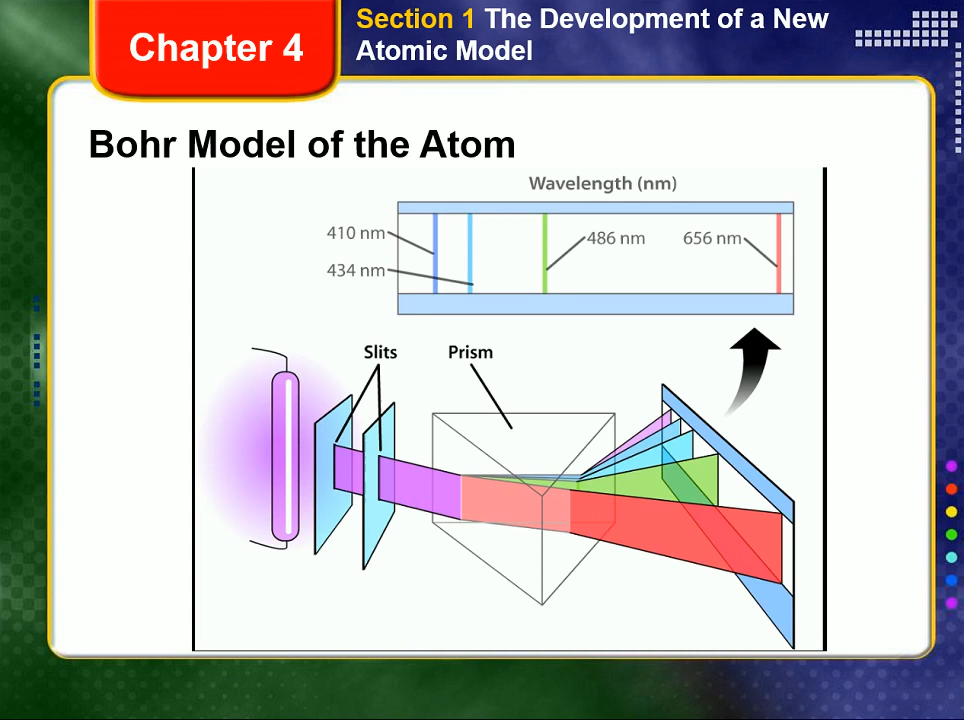 Chapter 4
Section 1 The Development of a New
Atomic Model
Bohr Model of the Atom
Wavelength (nm)
410 nm
434 nm
486 nm
656 nm
Slits
Prism